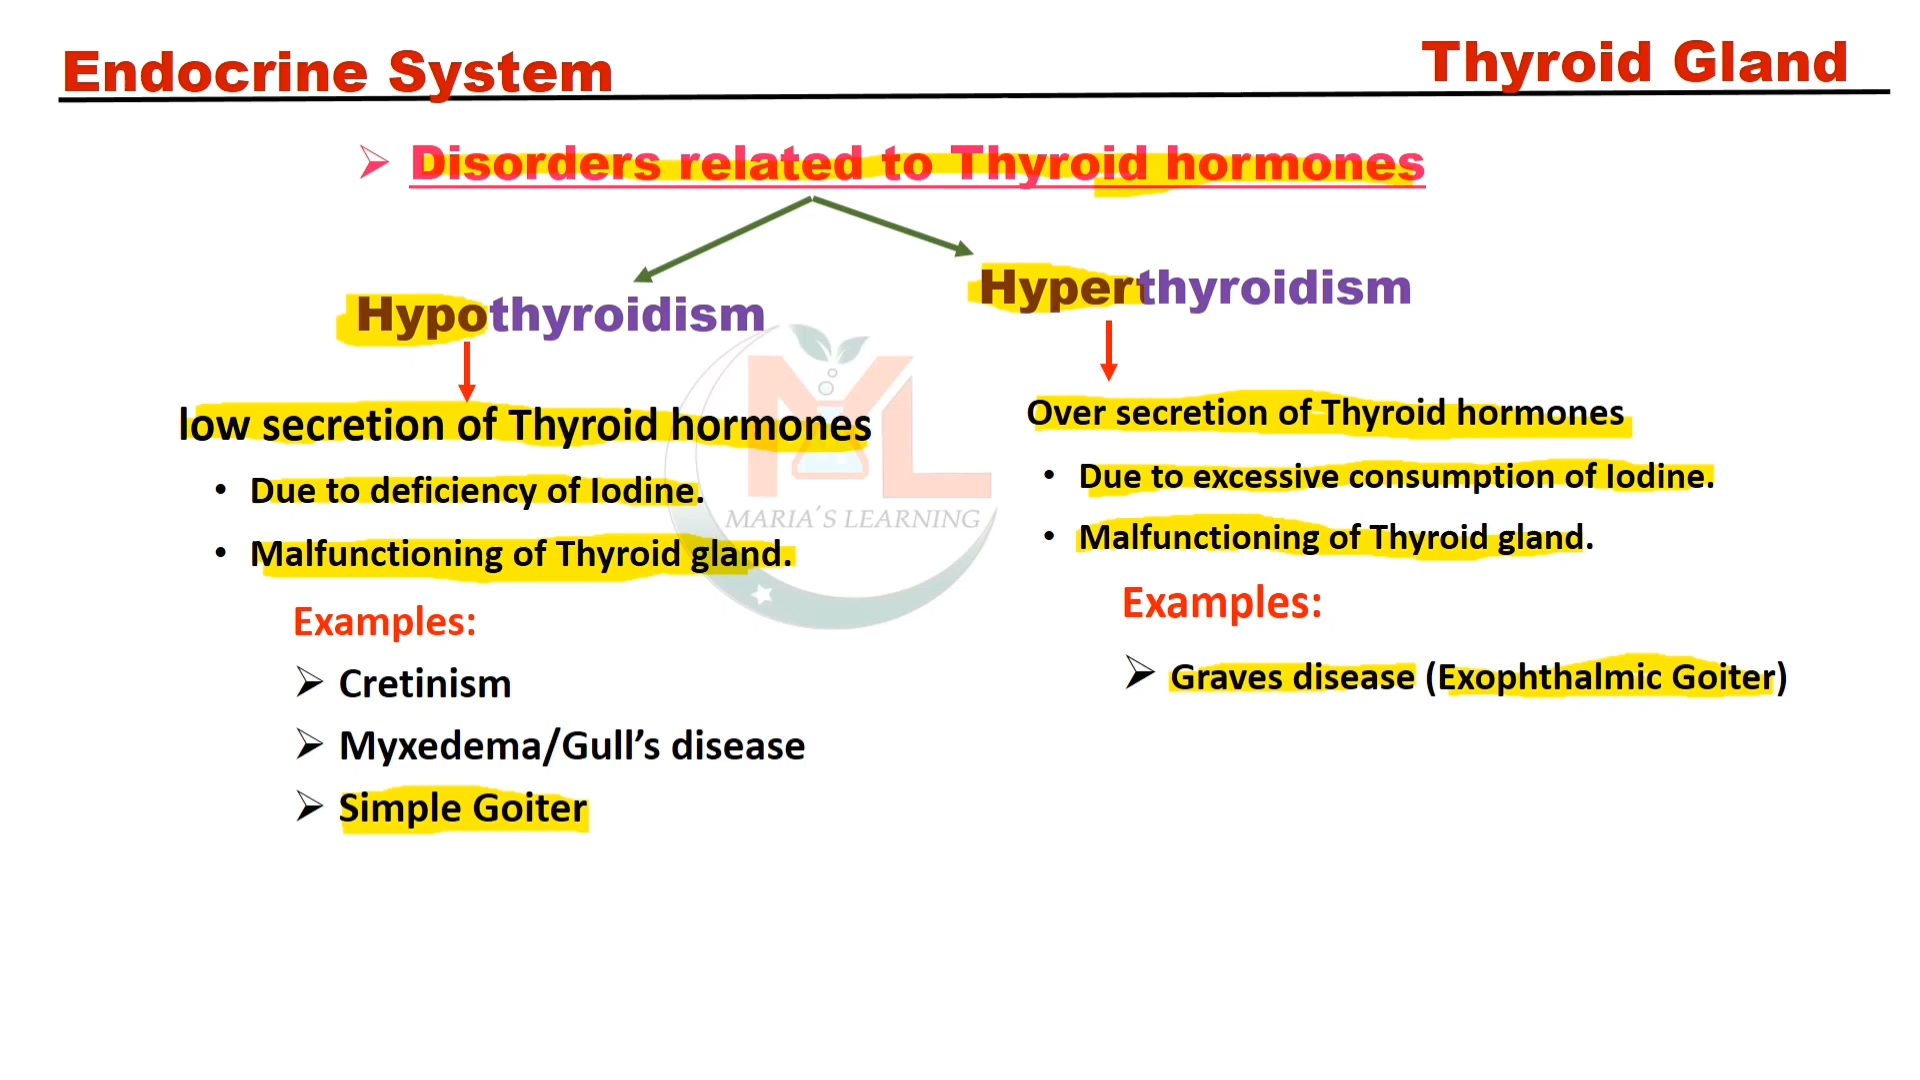 Endocrine System
Thyroid Gland
➢ Disorders related to Thyroid hormones
Hypothyroidism
low secretion of Thyroid hormones
• Due to deficiency of Iodine.
• Malfunctioning of Thyroid gland.
Examples:
➢ Cretinism
➢ Myxedema/Gull’s disease
➢ Simple Goiter
Hyperthyroidism
Over secretion of Thyroid hormones
• Due to excessive consumption of Iodine.
• Malfunctioning of Thyroid gland.
Examples:
➢ Graves disease (Exophthalmic Goiter)
ML
MARIA´S LEARNING